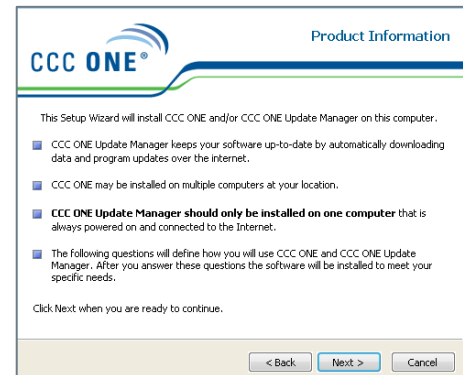 Product Information
CCC ONE®
This Setup Wizard will install CCC ONE and/or CCC ONE Update Manager on this computer.
CCC ONE Update Manager keeps your software up-to-date by automatically downloading
data and program updates over the internet.
CCC ONE may be installed on multiple computers at your location.
CCC ONE Update Manager should only be installed on one computer that is
always powered on and connected to the Internet.
The following questions will define how you will use CCC ONE and CCC ONE Update
Manager. After you answer these questions the software will be installed to meet your
specific needs.
Click Next when you are ready to continue.
< Back Next > Cancel